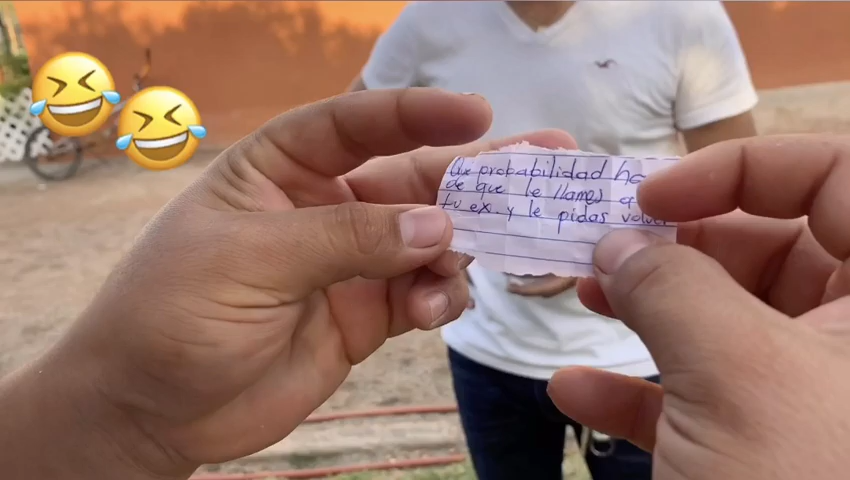 Que probabilidad
de que le llames
tu ex. y le pidas